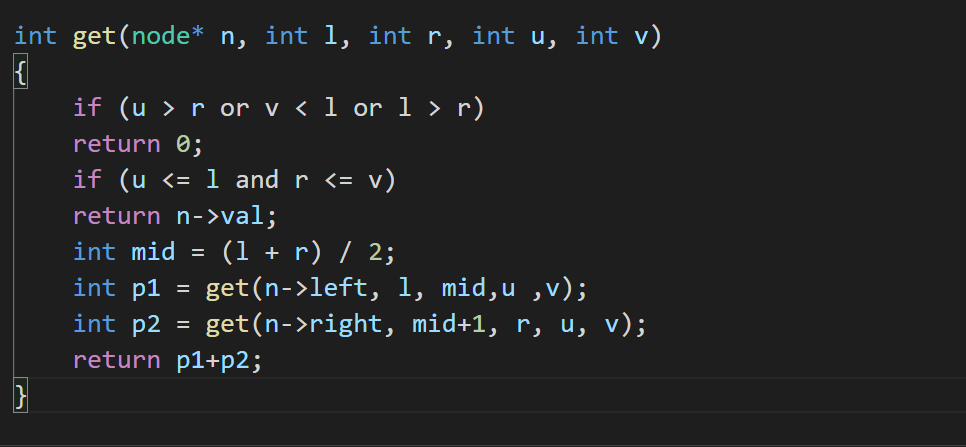 int get(node* n, int l, int r, int u, int v)
{
    if (u > r or v < l or l > r)
    return 0;
    if (u <= l and r <= v)
    return n->val;
    int mid = (l + r) / 2;
    int p1 = get(n->left, l, mid,u ,v);
    int p2 = get(n->right, mid+1, r, u, v);
    return p1+p2;
}